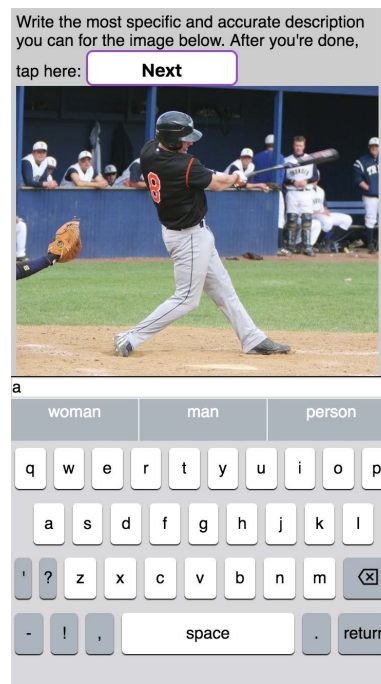 Write the most specific and accurate description
you can for the image below. After you're done,
tap here: Next
8
a
woman man person
q w e r t y u i o p
a s d f g h j k l
' ? z x c v b n m
- ! , space . return